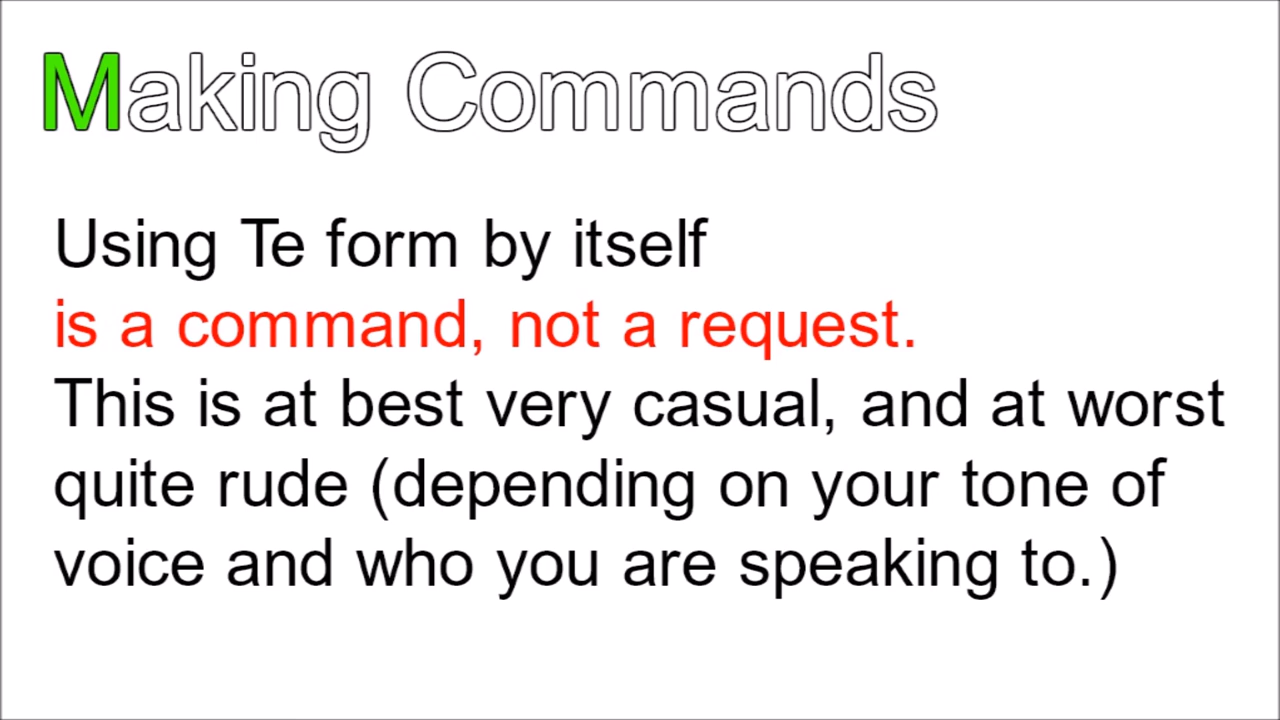 Making Commands
Using Te form by itself
is a command, not a request.
This is at best very casual, and at worst
quite rude (depending on your tone of
voice and who you are speaking to.)